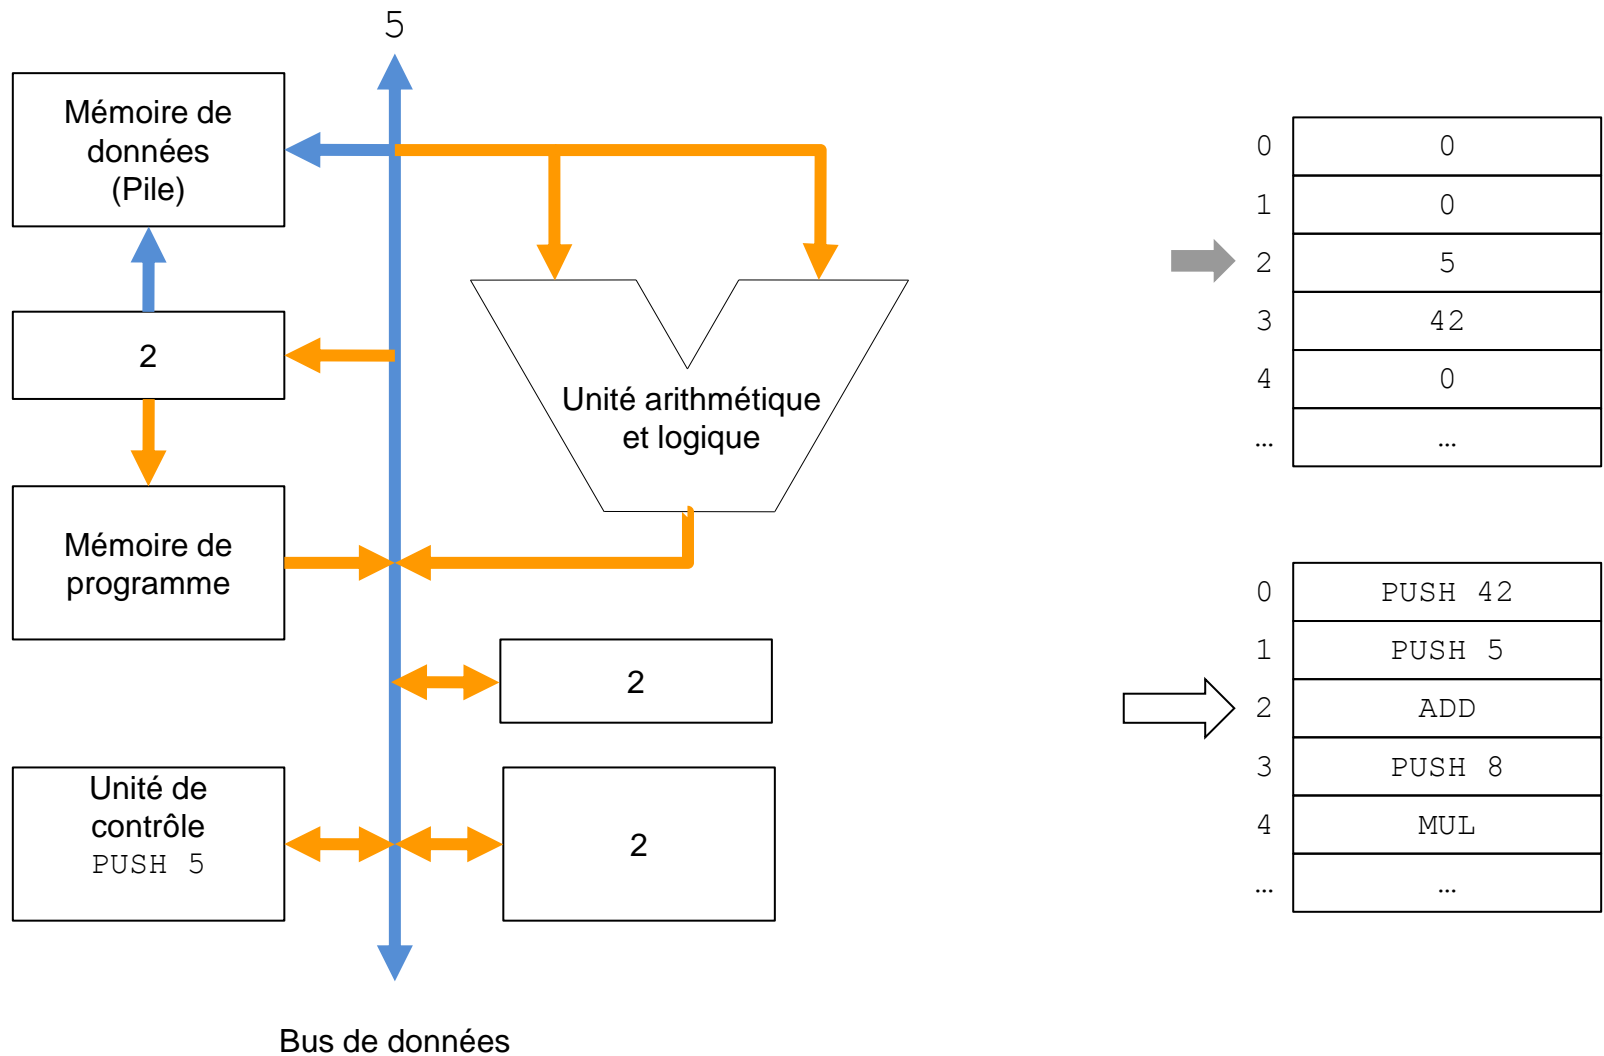 5
Mémoire de
données
(Pile)
2
Mémoire de
programme
Unité arithmétique
et logique
2
Unité de
contrôle
PUSH 5
2
Bus de données
0 0
1 0
2 5
3 42
4 0
… …
0 PUSH 42
1 PUSH 5
2 ADD
3 PUSH 8
4 MUL
… …